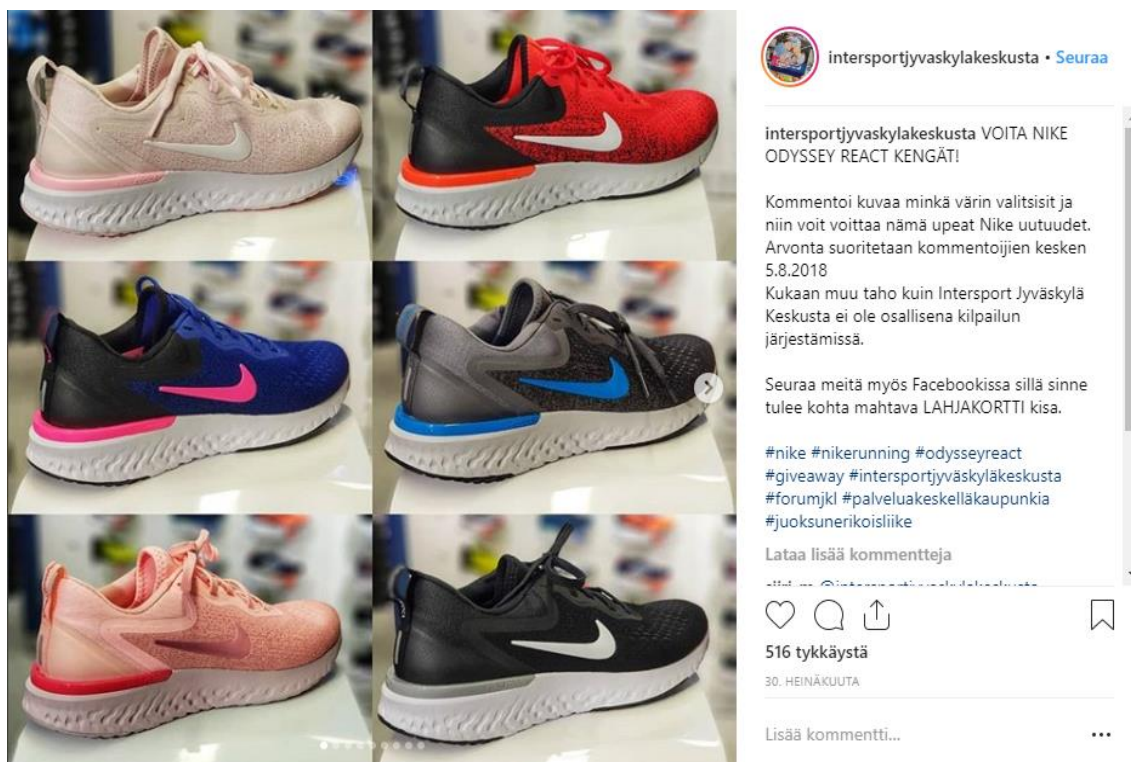 intersportjyvaskylakeskusta • Seuraa
intersportjyvaskylakeskusta VOITA NIKE
ODYSSEY REACT KENGÄT!
Kommentoi kuvaa minkä värin valitsisit ja
niin voit voittaa nämä upeat Nike uutuudet.
Arvonta suoritetaan kommentoijien kesken
5.8.2018
Kukaan muu taho kuin Intersport Jyväskylä
Keskusta ei ole osallisena kilpailun
järjestämissä.
Seuraa meitä myös Facebookissa sillä sinne
tulee kohta mahtava LAHJAKORTTI kisa.
#nike #nikerunning #odysseyreact
#giveaway #intersportjyväskyläkeskusta
#forumjkl #palveluakeskelläkaupunkia
#juoksunerikoisliike
Lataa lisää kommentteja
516 tykkäystä
30. HEINÄKUUTA
Lisää kommentti...